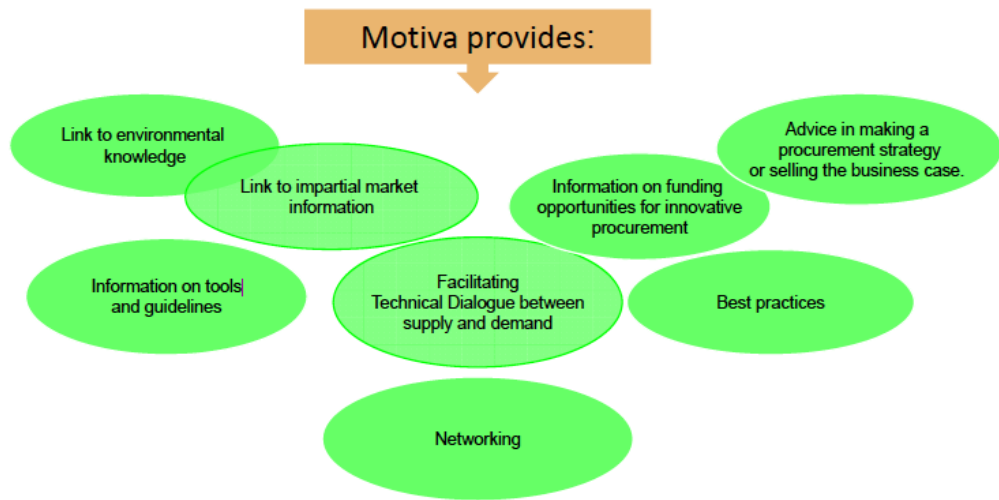 Motiva provides:
Link to environmental
knowledge
Link to impartial market
information
Information on funding
opportunities for innovative
procurement
Advice in making a
procurement strategy
or selling the business case.
Information on tools
and guidelines
Facilitating
Technical Dialogue between
supply and demand
Best practices
Networking